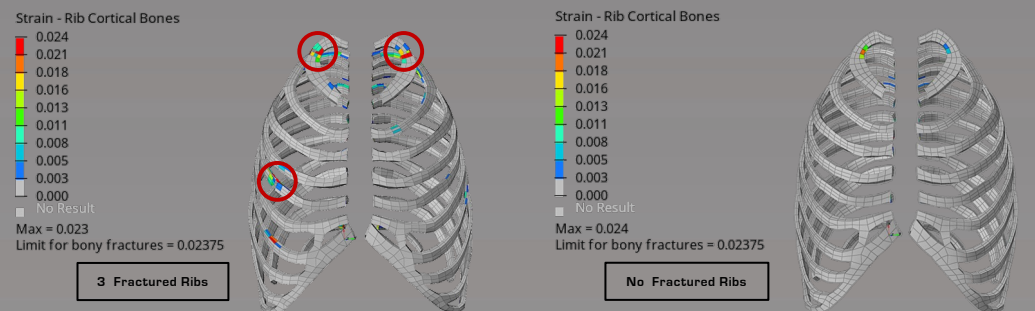 Strain - Rib Cortical Bones
0.024
0.021
0.018
0.016
0.013
0.011
0.008
0.005
0.003
0.000
No Result
Max = 0.023
Limit for bony fractures = 0.02375
3 Fractured Ribs
Strain - Rib Cortical Bones
0.024
0.021
0.018
0.016
0.013
0.011
0.008
0.005
0.003
0.000
No Result
Max = 0.024
Limit for bony fractures = 0.02375
No Fractured Ribs